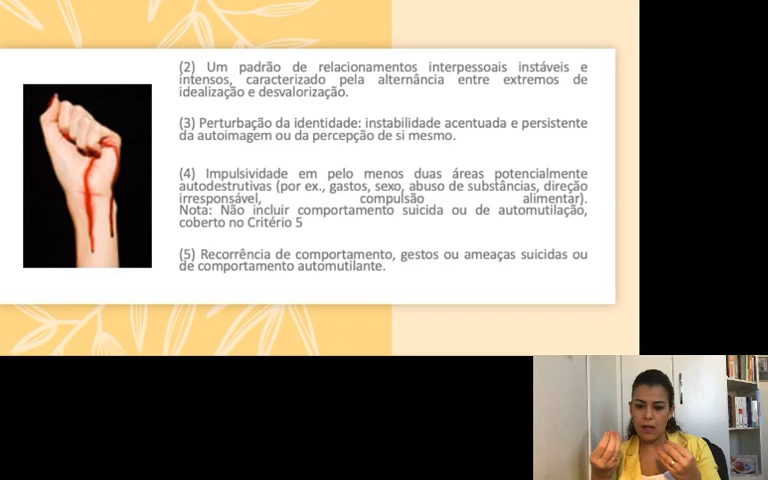 (2) Um padrão de relacionamentos interpessoais instáveis e
intensos, caracterizado pela alternância entre extremos de
idealização e desvalorização.
(3) Perturbação da identidade: instabilidade acentuada e persistente
da autoimagem ou da percepção de si mesmo.
(4) Impulsividade em pelo menos duas áreas potencialmente
autodestrutivas (por ex., gastos, sexo, abuso de substâncias, direção
irresponsável, compulsão alimentar).
Nota: Não incluir comportamento suicida ou de automutilação,
coberto no Critério 5
(5) Recorrência de comportamento, gestos ou ameaças suicidas ou
de comportamento automutilante.